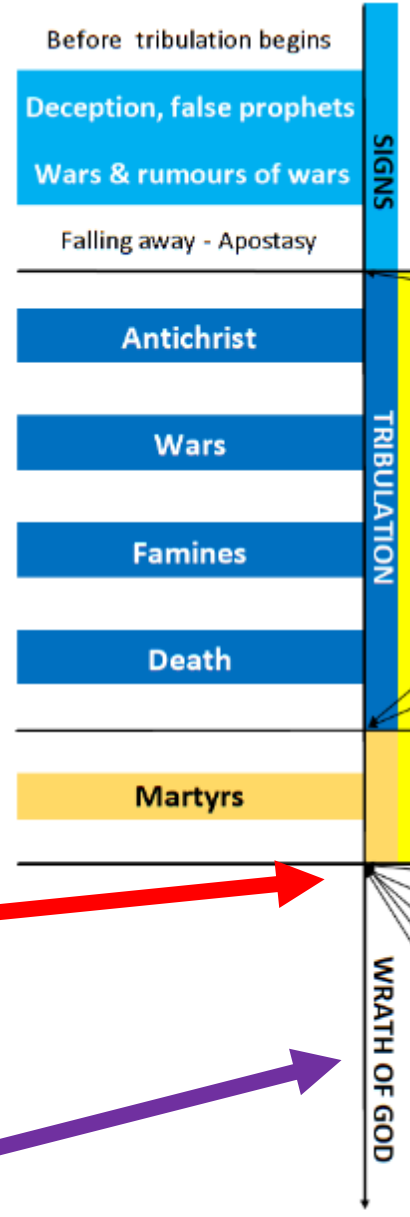 Before tribulation begins
Deception, false prophets
Wars & rumours of wars
Falling away - Apostasy
SIGNS
Antichrist
Wars
Famines
Death
TRIBULATION
Martyrs
WRATH OF GOD